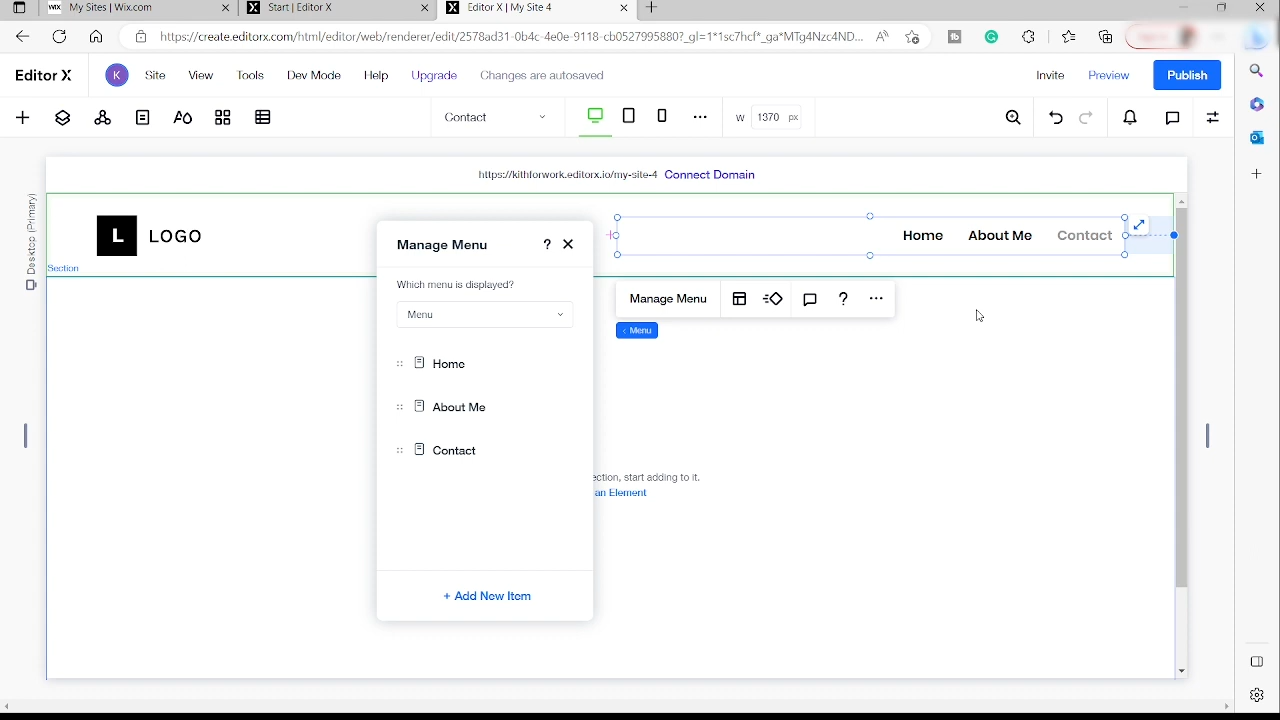 My Sites | Wix.com
Start | Editor X
Editor X | My Site 4
https://create.editorx.com/html/editor/web/renderer/edit/2578ad31-0b4c-4e0e-9118-cb0527995880?_gl=1*1sc7hcf*_ga*MTg4Nzc4ND...
Editor X
K
Site
View
Tools
Dev Mode
Help
Upgrade
Changes are autosaved
Invite
Preview
Publish
Contact
W 1370 px
https://kithforwork.editorx.io/my-site-4 Connect Domain
Desktop (Primary)
L LOGO
Section
Home
About Me
Contact
Manage Menu ?
Which menu is displayed?
Menu
Home
About Me
Contact
+ Add New Item
Manage Menu
?
< Menu
ection, start adding to it.
an Element